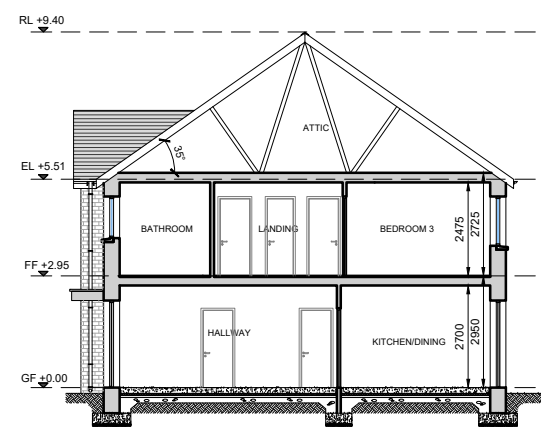 RL +9.40
ATTIC
35°
EL +5.51
BATHROOM
LANDING
BEDROOM 3
2475
2725
FF +2.95
HALLWAY
KITCHEN/DINING
2700
2950
GF +0.00